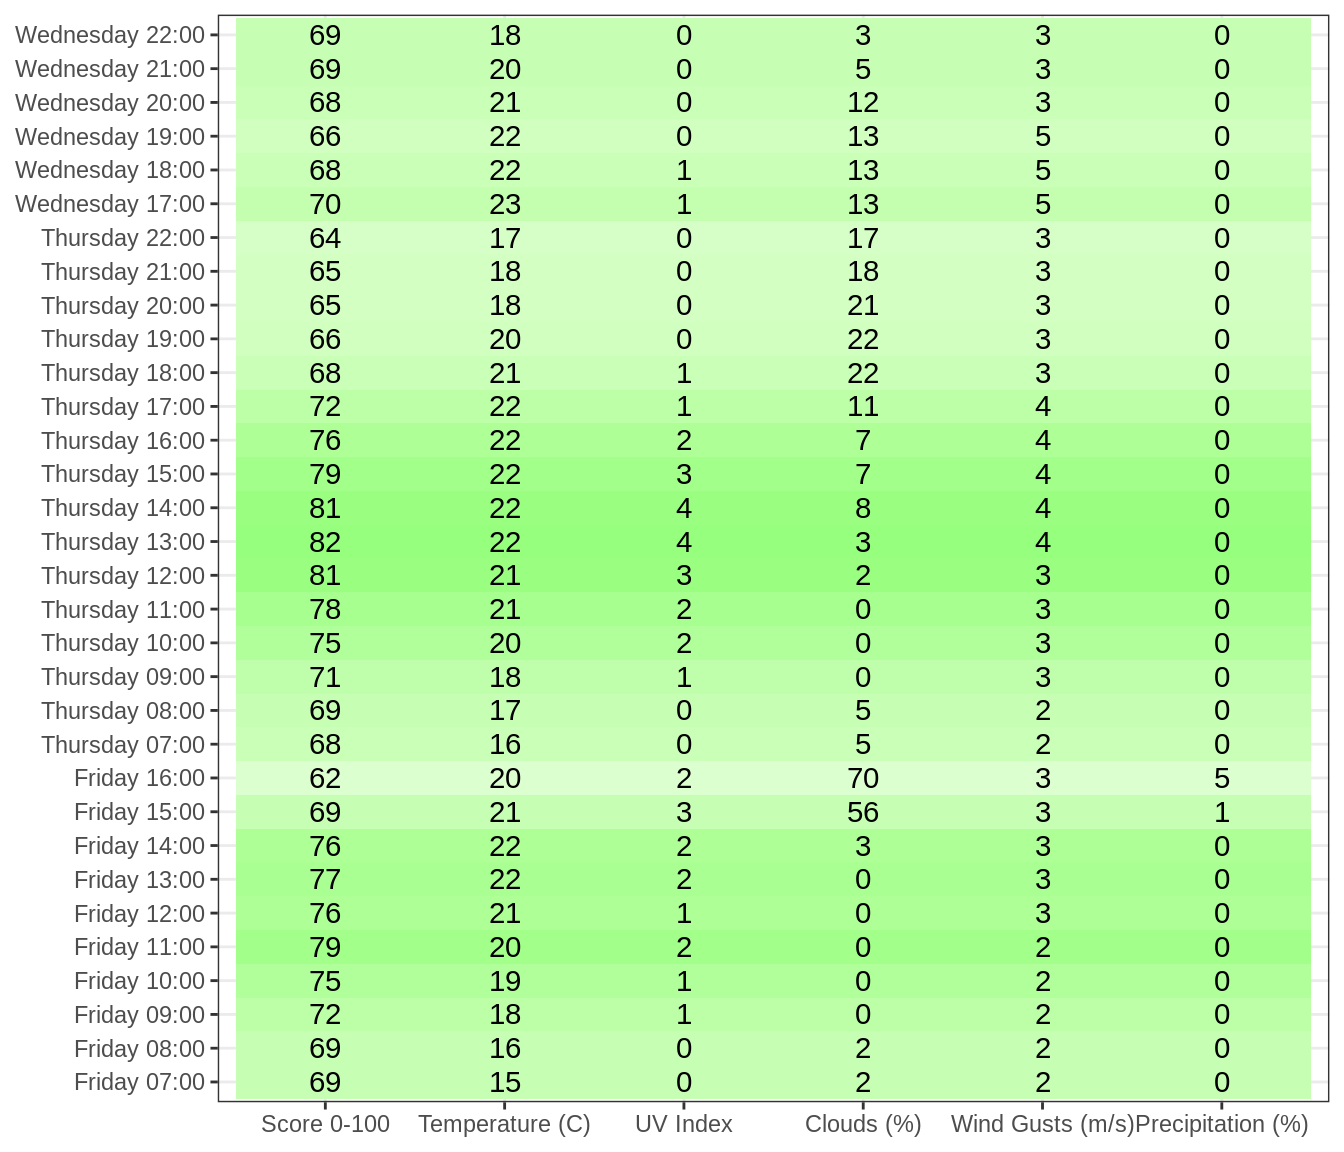 Wednesday 22:00 69 18 0 3 3 0
Wednesday 21:00 69 20 0 5 3 0
Wednesday 20:00 68 21 0 12 3 0
Wednesday 19:00 66 22 0 13 5 0
Wednesday 18:00 68 22 1 13 5 0
Wednesday 17:00 70 23 1 13 5 0
Thursday 22:00 64 17 0 17 3 0
Thursday 21:00 65 18 0 18 3 0
Thursday 20:00 65 18 0 21 3 0
Thursday 19:00 66 20 0 22 3 0
Thursday 18:00 68 21 1 22 3 0
Thursday 17:00 72 22 1 11 4 0
Thursday 16:00 76 22 2 7 4 0
Thursday 15:00 79 22 3 7 4 0
Thursday 14:00 81 22 4 8 4 0
Thursday 13:00 82 22 4 3 4 0
Thursday 12:00 81 21 3 2 3 0
Thursday 11:00 78 21 2 0 3 0
Thursday 10:00 75 20 2 0 3 0
Thursday 09:00 71 18 1 0 3 0
Thursday 08:00 69 17 0 5 2 0
Thursday 07:00 68 16 0 5 2 0
Friday 16:00 62 20 2 70 3 5
Friday 15:00 69 21 3 56 3 1
Friday 14:00 76 22 2 3 3 0
Friday 13:00 77 22 2 0 3 0
Friday 12:00 76 21 1 0 3 0
Friday 11:00 79 20 2 0 2 0
Friday 10:00 75 19 1 0 2 0
Friday 09:00 72 18 1 0 2 0
Friday 08:00 69 16 0 2 2 0
Friday 07:00 69 15 0 2 2 0
Score 0-100 Temperature (C) UV Index Clouds (%) Wind Gusts (m/s) Precipitation (%)